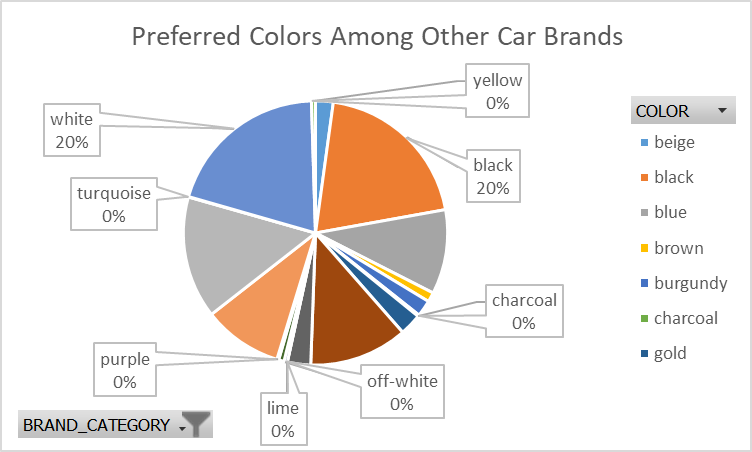 Preferred Colors Among Other Car Brands
yellow
0%
white
20%
COLOR
beige
black
20%
black
turquoise
0%
blue
brown
burgundy
charcoal
0%
charcoal
gold
purple
0%
off-white
0%
lime
0%
BRAND_CATEGORY